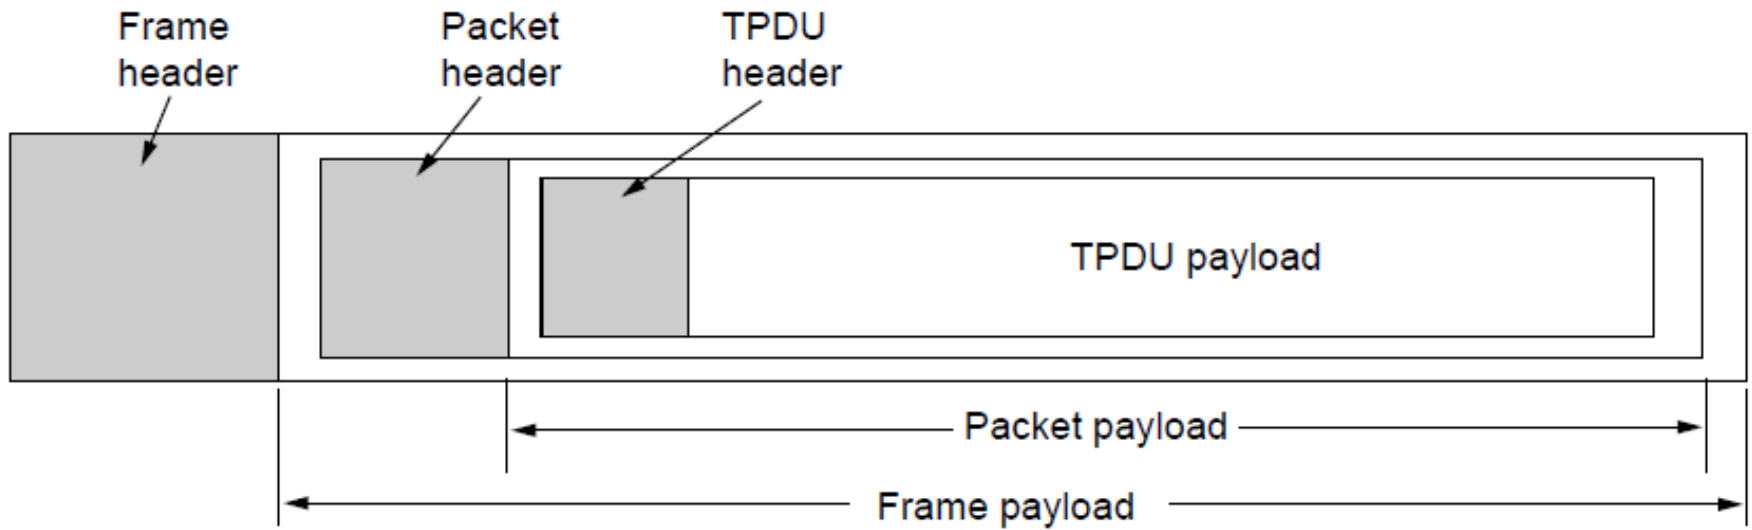 Frame
header
Packet
header
TPDU
header
TPDU payload
Packet payload
Frame payload